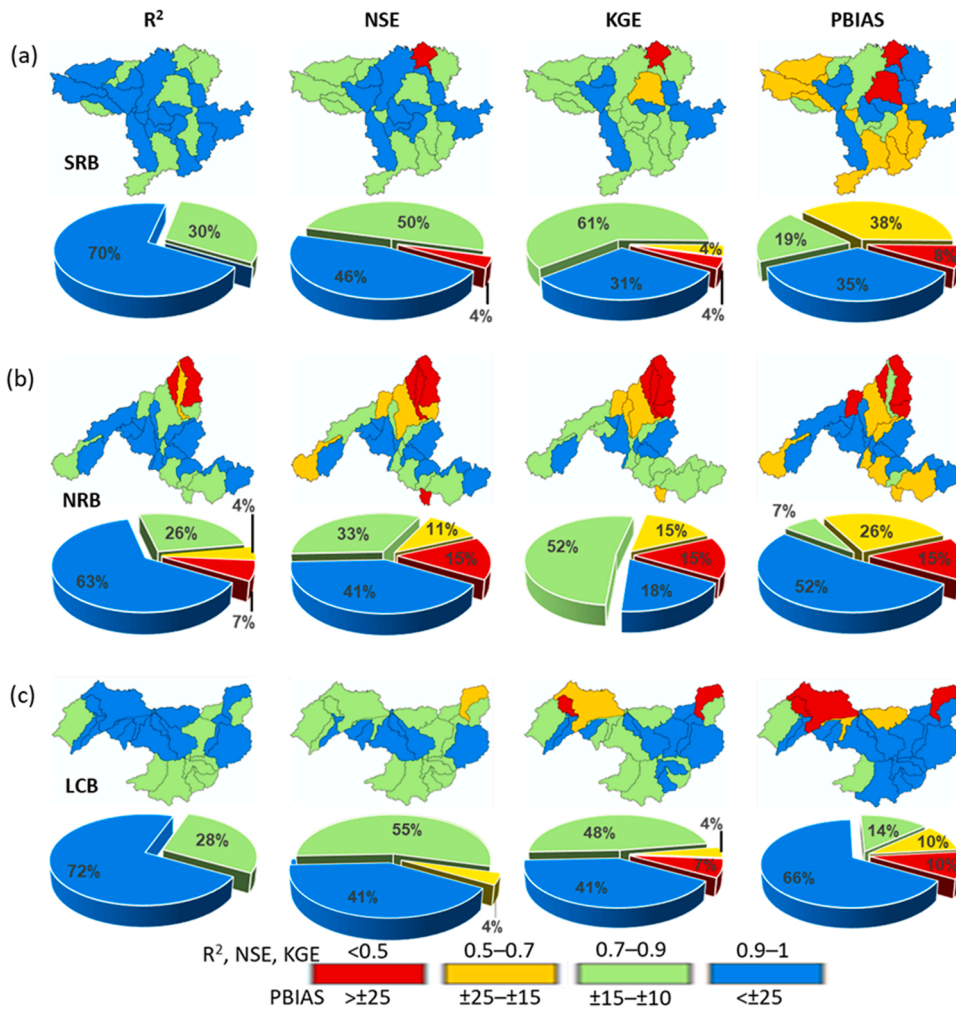 R² NSE KGE PBIAS
(a)
SRB
70% 30%
50% 46% 4%
61% 4% 31% 4%
38% 19% 6% 35%
(b)
NRB
4% 26% 63% 7%
33% 11% 15% 41%
52% 15% 15% 18%
7% 26% 15% 52%
(c)
LCB
28% 72%
55% 41% 4%
48% 4% 7% 41%
14% 10% 10% 66%
R², NSE, KGE <0.5 0.5–0.7 0.7–0.9 0.9–1
PBIAS >±25 ±25–±15 ±15–±10 <±25